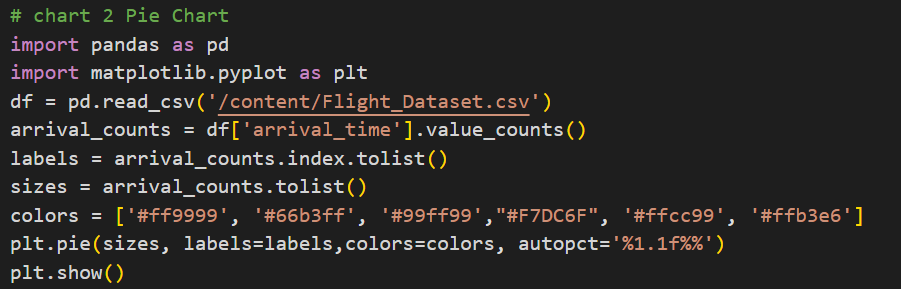 # chart 2 Pie Chart
import pandas as pd
import matplotlib.pyplot as plt
df = pd.read_csv('/content/Flight_Dataset.csv')
arrival_counts = df['arrival_time'].value_counts()
labels = arrival_counts.index.tolist()
sizes = arrival_counts.tolist()
colors = ['#ff9999', '#66b3ff', '#99ff99',"#F7DC6F", '#ffcc99', '#ffb3e6']
plt.pie(sizes, labels=labels,colors=colors, autopct='%1.1f%%')
plt.show()